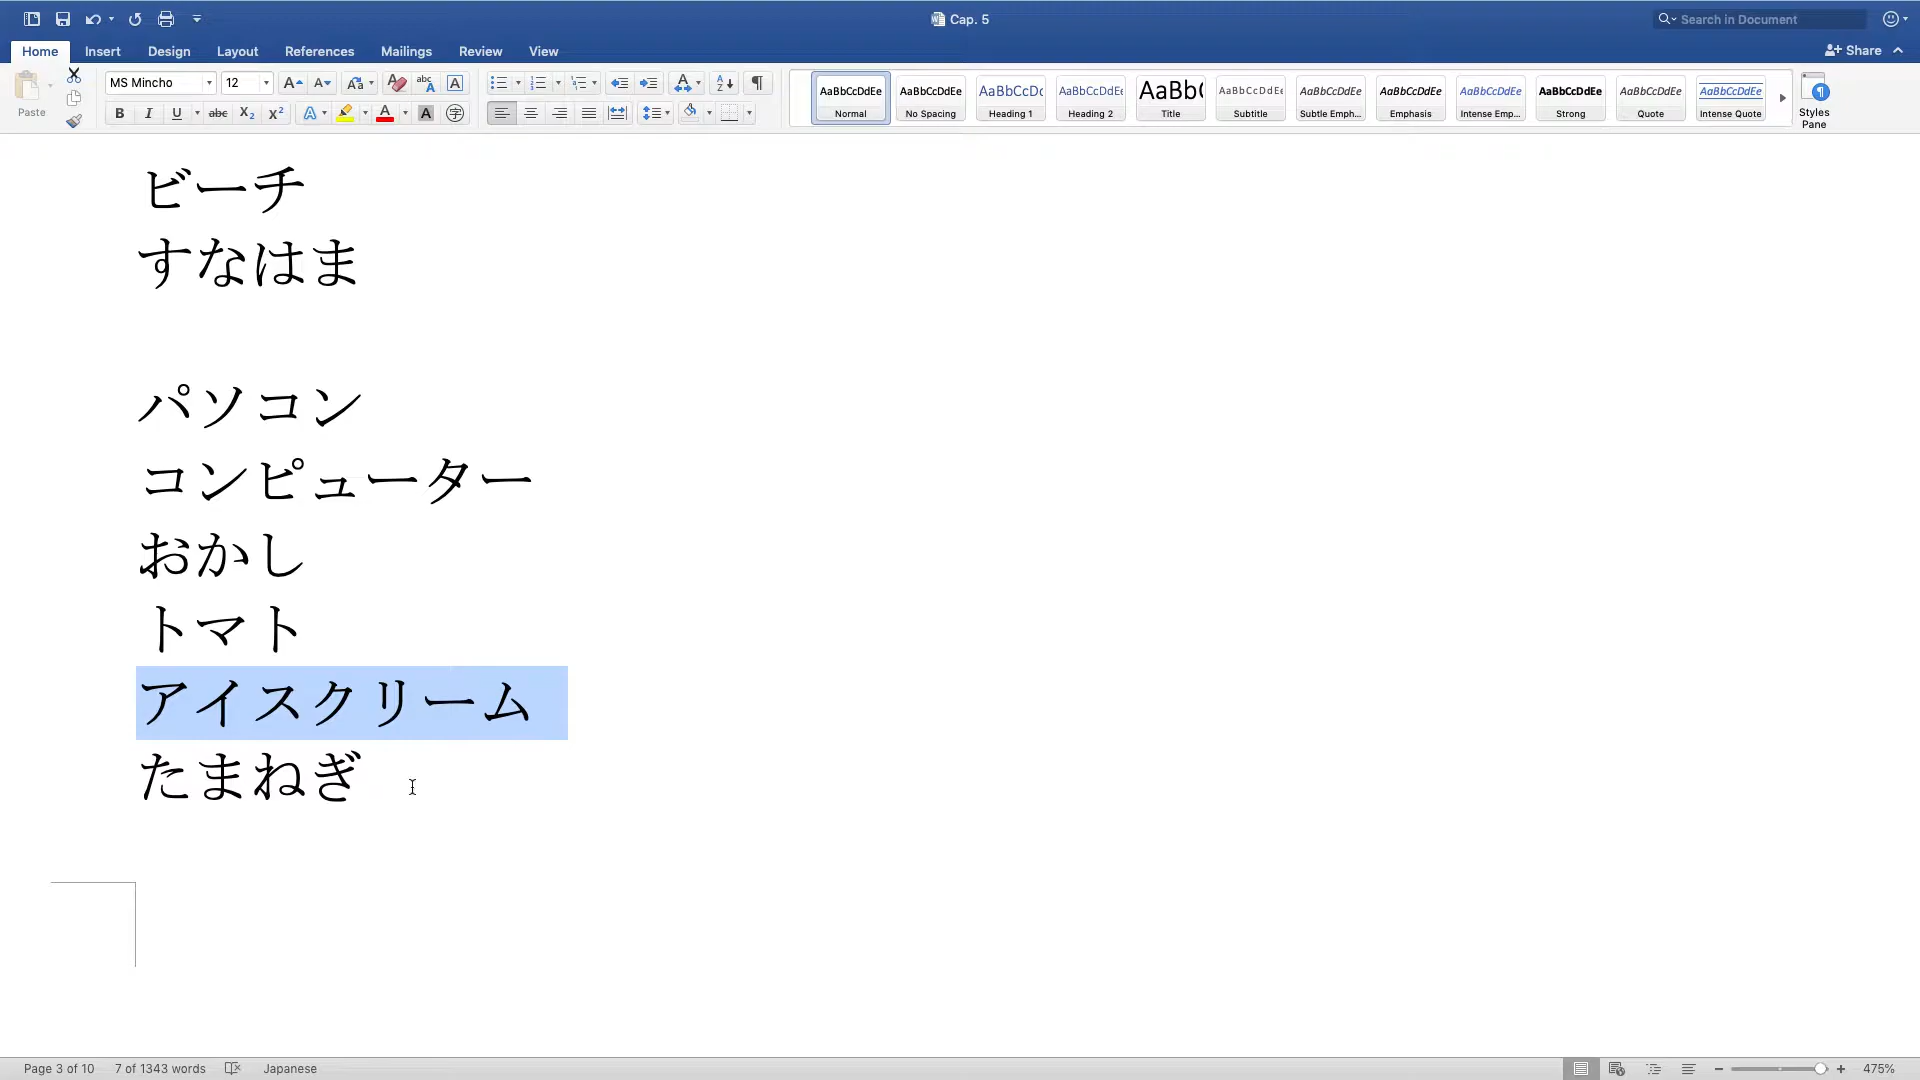 Cap. 5
Search in Document
Home Insert Design Layout References Mailings Review View
Share
Paste
MS Mincho 12
AaBbCcDdEe AaBbCcDdEe AaBbCcDc AaBbCcDdEe AaBb( AaBbCcDdEe AaBbCcDdEe AaBbCcDdEe AaBbCcDdEe AaBbCcDdEe AaBbCcDdEe AaBbCcDdEe
Normal No Spacing Heading 1 Heading 2 Title Subtitle Subtle Emph... Emphasis Intense Emp... Strong Quote Intense Quote
Styles
Pane
ビーチ
すなはま
パソコン
コンピューター
おかし
トマト
アイスクリーム
たまねぎ
Page 3 of 10 7 of 1343 words Japanese 475%